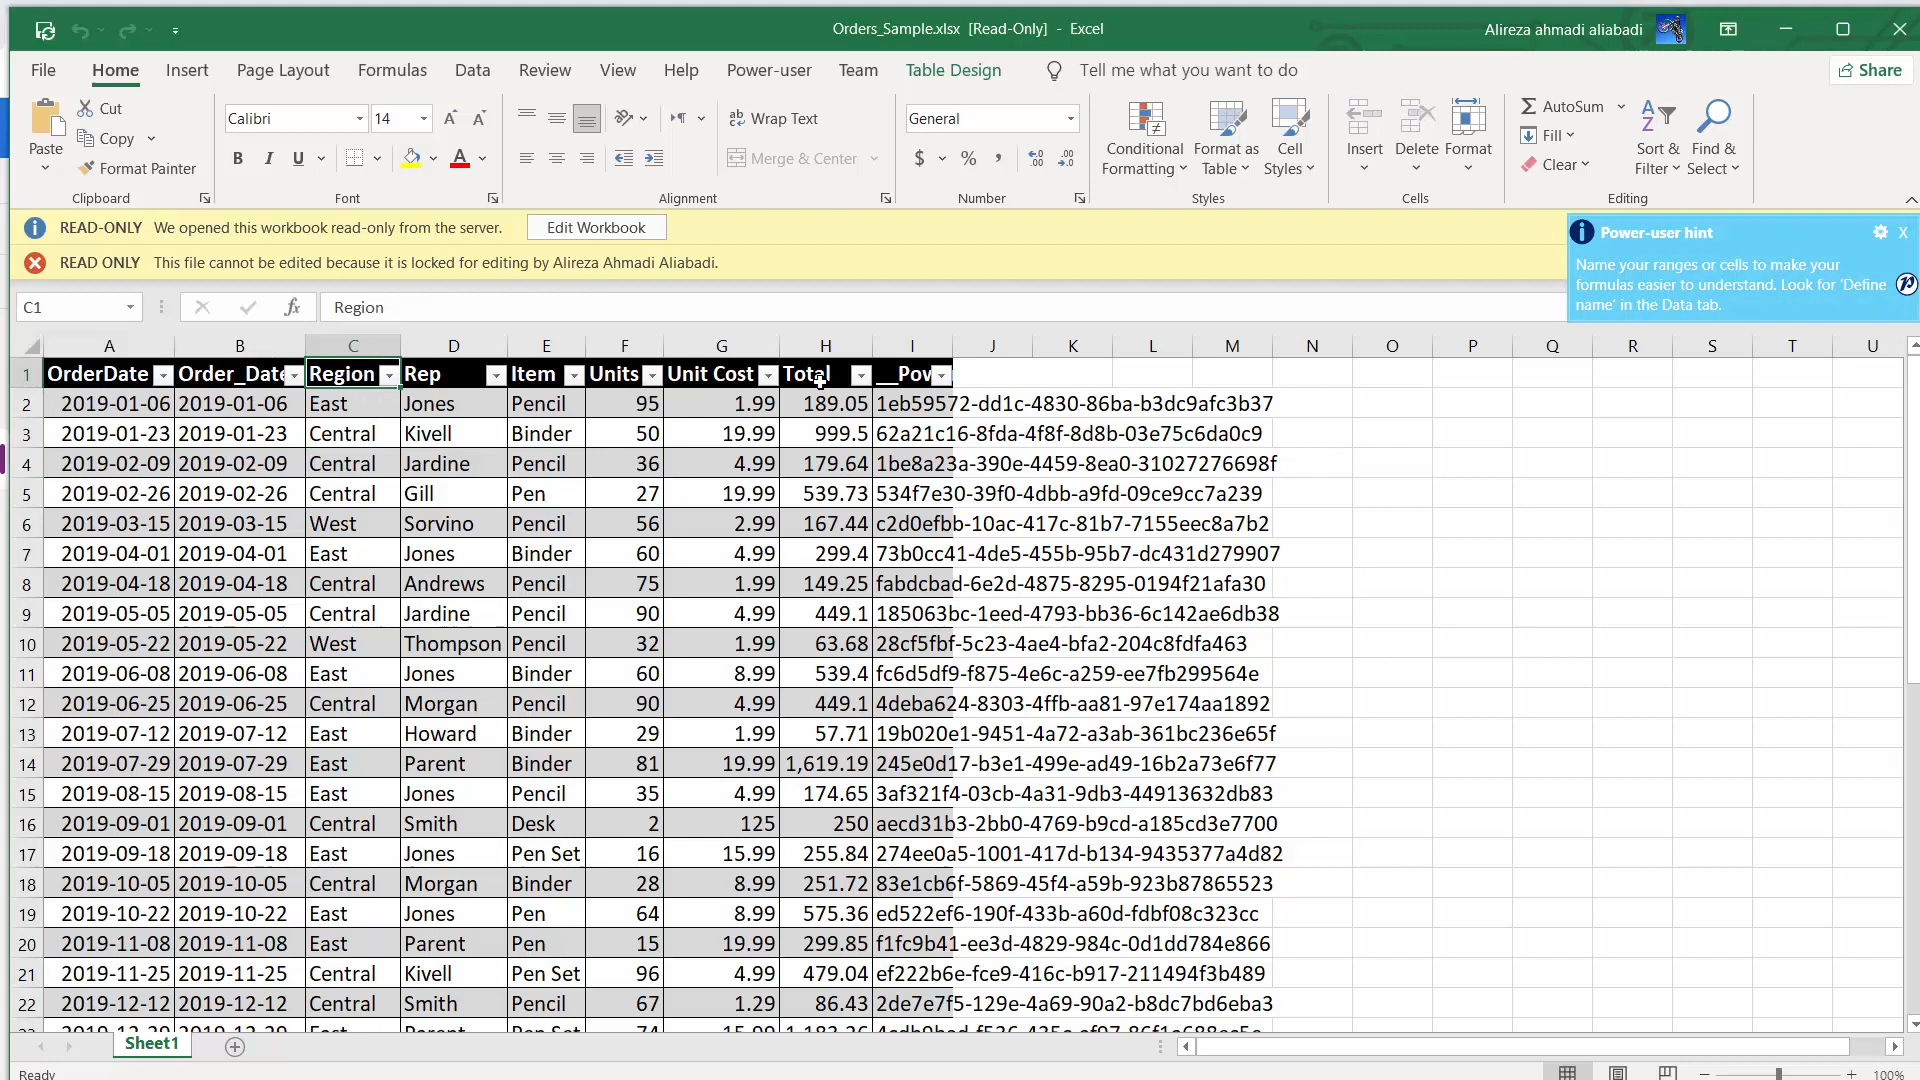 Orders_Sample.xlsx [Read-Only] - Excel
Alireza ahmadi aliabadi
File Home Insert Page Layout Formulas Data Review View Help Power-user Team Table Design Tell me what you want to do Share
Paste
Cut
Copy
Format Painter
Clipboard
Calibri 14
B I U A
Font
Wrap Text
Merge & Center
Alignment
General
$ % ,
Number
Conditional Formatting
Format as Table
Cell Styles
Styles
Insert Delete Format
Cells
AutoSum
Fill
Clear
Sort & Filter
Find & Select
Editing
READ-ONLY We opened this workbook read-only from the server. Edit Workbook
READ ONLY This file cannot be edited because it is locked for editing by Alireza Ahmadi Aliabadi.
Power-user hint X
Name your ranges or cells to make your
formulas easier to understand. Look for 'Define
name' in the Data tab.
C1 fx Region
A B C D E F G H I J K L M N O P Q R S T U
1 OrderDate Order_Date Region Rep Item Units Unit Cost Total __Pow
2 2019-01-06 2019-01-06 East Jones Pencil 95 1.99 189.05 1eb59572-dd1c-4830-86ba-b3dc9afc3b37
3 2019-01-23 2019-01-23 Central Kivell Binder 50 19.99 999.5 62a21c16-8fda-4f8f-8d8b-03e75c6da0c9
4 2019-02-09 2019-02-09 Central Jardine Pencil 36 4.99 179.64 1be8a23a-390e-4459-8ea0-31027276698f
5 2019-02-26 2019-02-26 Central Gill Pen 27 19.99 539.73 534f7e30-39f0-4dbb-a9fd-09ce9cc7a239
6 2019-03-15 2019-03-15 West Sorvino Pencil 56 2.99 167.44 c2d0efbb-10ac-417c-81b7-7155eec8a7b2
7 2019-04-01 2019-04-01 East Jones Binder 60 4.99 299.4 73b0cc41-4de5-455b-95b7-dc431d279907
8 2019-04-18 2019-04-18 Central Andrews Pencil 75 1.99 149.25 fabdcbad-6e2d-4875-8295-0194f21afa30
9 2019-05-05 2019-05-05 Central Jardine Pencil 90 4.99 449.1 185063bc-1eed-4793-bb36-6c142ae6db38
10 2019-05-22 2019-05-22 West Thompson Pencil 32 1.99 63.68 28cf5fbf-5c23-4ae4-bfa2-204c8fdfa463
11 2019-06-08 2019-06-08 East Jones Binder 60 8.99 539.4 fc6d5df9-f875-4e6c-a259-ee7fb299564e
12 2019-06-25 2019-06-25 Central Morgan Pencil 90 4.99 449.1 4deba624-8303-4ffb-aa81-97e174aa1892
13 2019-07-12 2019-07-12 East Howard Binder 29 1.99 57.71 19b020e1-9451-4a72-a3ab-361bc236e65f
14 2019-07-29 2019-07-29 East Parent Binder 81 19.99 1,619.19 245e0d17-b3e1-499e-ad49-16b2a73e6f77
15 2019-08-15 2019-08-15 East Jones Pencil 35 4.99 174.65 3af321f4-03cb-4a31-9db3-44913632db83
16 2019-09-01 2019-09-01 Central Smith Desk 2 125 250 aecd31b3-2bb0-4769-b9cd-a185cd3e7700
17 2019-09-18 2019-09-18 East Jones Pen Set 16 15.99 255.84 274ee0a5-1001-417d-b134-9435377a4d82
18 2019-10-05 2019-10-05 Central Morgan Binder 28 8.99 251.72 83e1cb6f-5869-45f4-a59b-923b87865523
19 2019-10-22 2019-10-22 East Jones Pen 64 8.99 575.36 ed522ef6-190f-433b-a60d-fdbf08c323cc
20 2019-11-08 2019-11-08 East Parent Pen 15 19.99 299.85 f1fc9b41-ee3d-4829-984c-0d1dd784e866
21 2019-11-25 2019-11-25 Central Kivell Pen Set 96 4.99 479.04 ef222b6e-fce9-416c-b917-211494f3b489
22 2019-12-12 2019-12-12 Central Smith Pencil 67 1.29 86.43 2de7e7f5-129e-4a69-90a2-b8dc7bd6eba3
Sheet1
Ready 100%